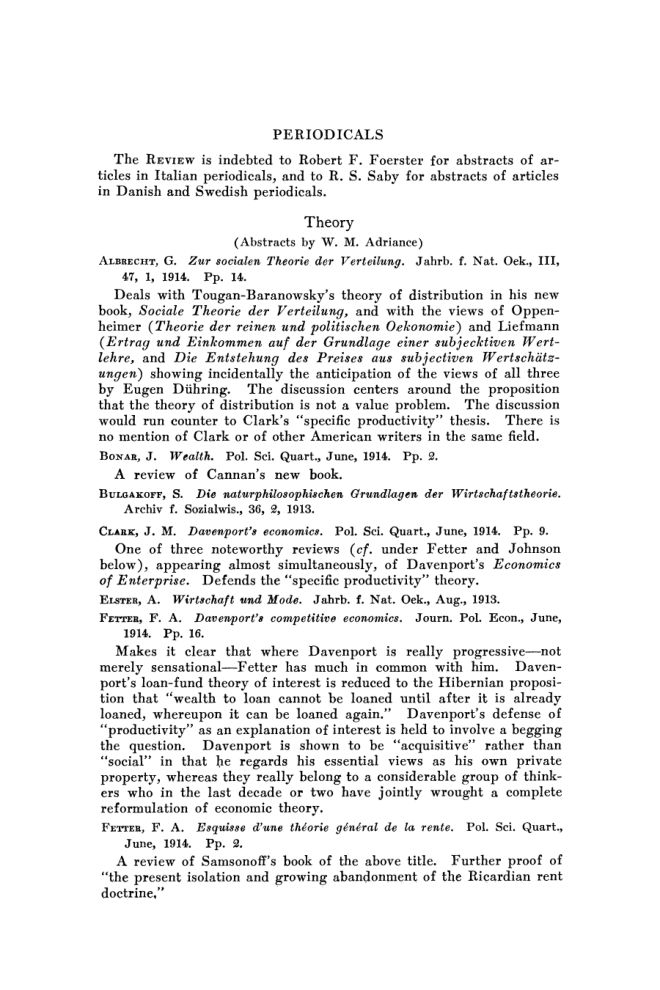 PERIODICALS
The REVIEW is indebted to Robert F. Foerster for abstracts of ar-
ticles in Italian periodicals, and to R. S. Saby for abstracts of articles
in Danish and Swedish periodicals.
Theory
(Abstracts by W. M. Adriance)
ALBRECHT, G. Zur socialen Theorie der Verteilung. Jahrb. f. Nat. Oek., III,
47, 1, 1914. Pp. 14.
Deals with Tougan-Baranowsky's theory of distribution in his new
book, Sociale Theorie der Verteilung, and with the views of Oppen-
heimer (Theorie der reinen und politischen Oekonomie) and Liefmann
(Ertrag und Einkommen auf der Grundlage einer subjecktiven Wert-
lehre, and Die Entstehung des Preises aus subjectiven Wertschätz-
ungen) showing incidentally the anticipation of the views of all three
by Eugen Dühring. The discussion centers around the proposition
that the theory of distribution is not a value problem. The discussion
would run counter to Clark's "specific productivity" thesis. There is
no mention of Clark or of other American writers in the same field.
BONAR, J. Wealth. Pol. Sci. Quart., June, 1914. Pp. 2.
A review of Cannan's new book.
BULGAKOFF, S. Die naturphilosophischen Grundlagen der Wirtschaftstheorie.
Archiv f. Sozialwis., 36, 2, 1913.
CLARK, J. M. Davenport's economics. Pol. Sci. Quart., June, 1914. Pp. 9.
One of three noteworthy reviews (cf. under Fetter and Johnson
below), appearing almost simultaneously, of Davenport's Economics
of Enterprise. Defends the "specific productivity" theory.
ELSTER, A. Wirtschaft und Mode. Jahrb. f. Nat. Oek., Aug., 1913.
FETTER, F. A. Davenport's competitive economics. Journ. Pol. Econ., June,
1914. Pp. 16.
Makes it clear that where Davenport is really progressive—not
merely sensational—Fetter has much in common with him. Daven-
port's loan-fund theory of interest is reduced to the Hibernian proposi-
tion that "wealth to loan cannot be loaned until after it is already
loaned, whereupon it can be loaned again." Davenport's defense of
"productivity" as an explanation of interest is held to involve a begging
the question. Davenport is shown to be "acquisitive" rather than
"social" in that he regards his essential views as his own private
property, whereas they really belong to a considerable group of think-
ers who in the last decade or two have jointly wrought a complete
reformulation of economic theory.
FETTER, F. A. Esquisse d'une théorie général de la rente. Pol. Sci. Quart.,
June, 1914. Pp. 2.
A review of Samsonoff's book of the above title. Further proof of
"the present isolation and growing abandonment of the Ricardian rent
doctrine,"